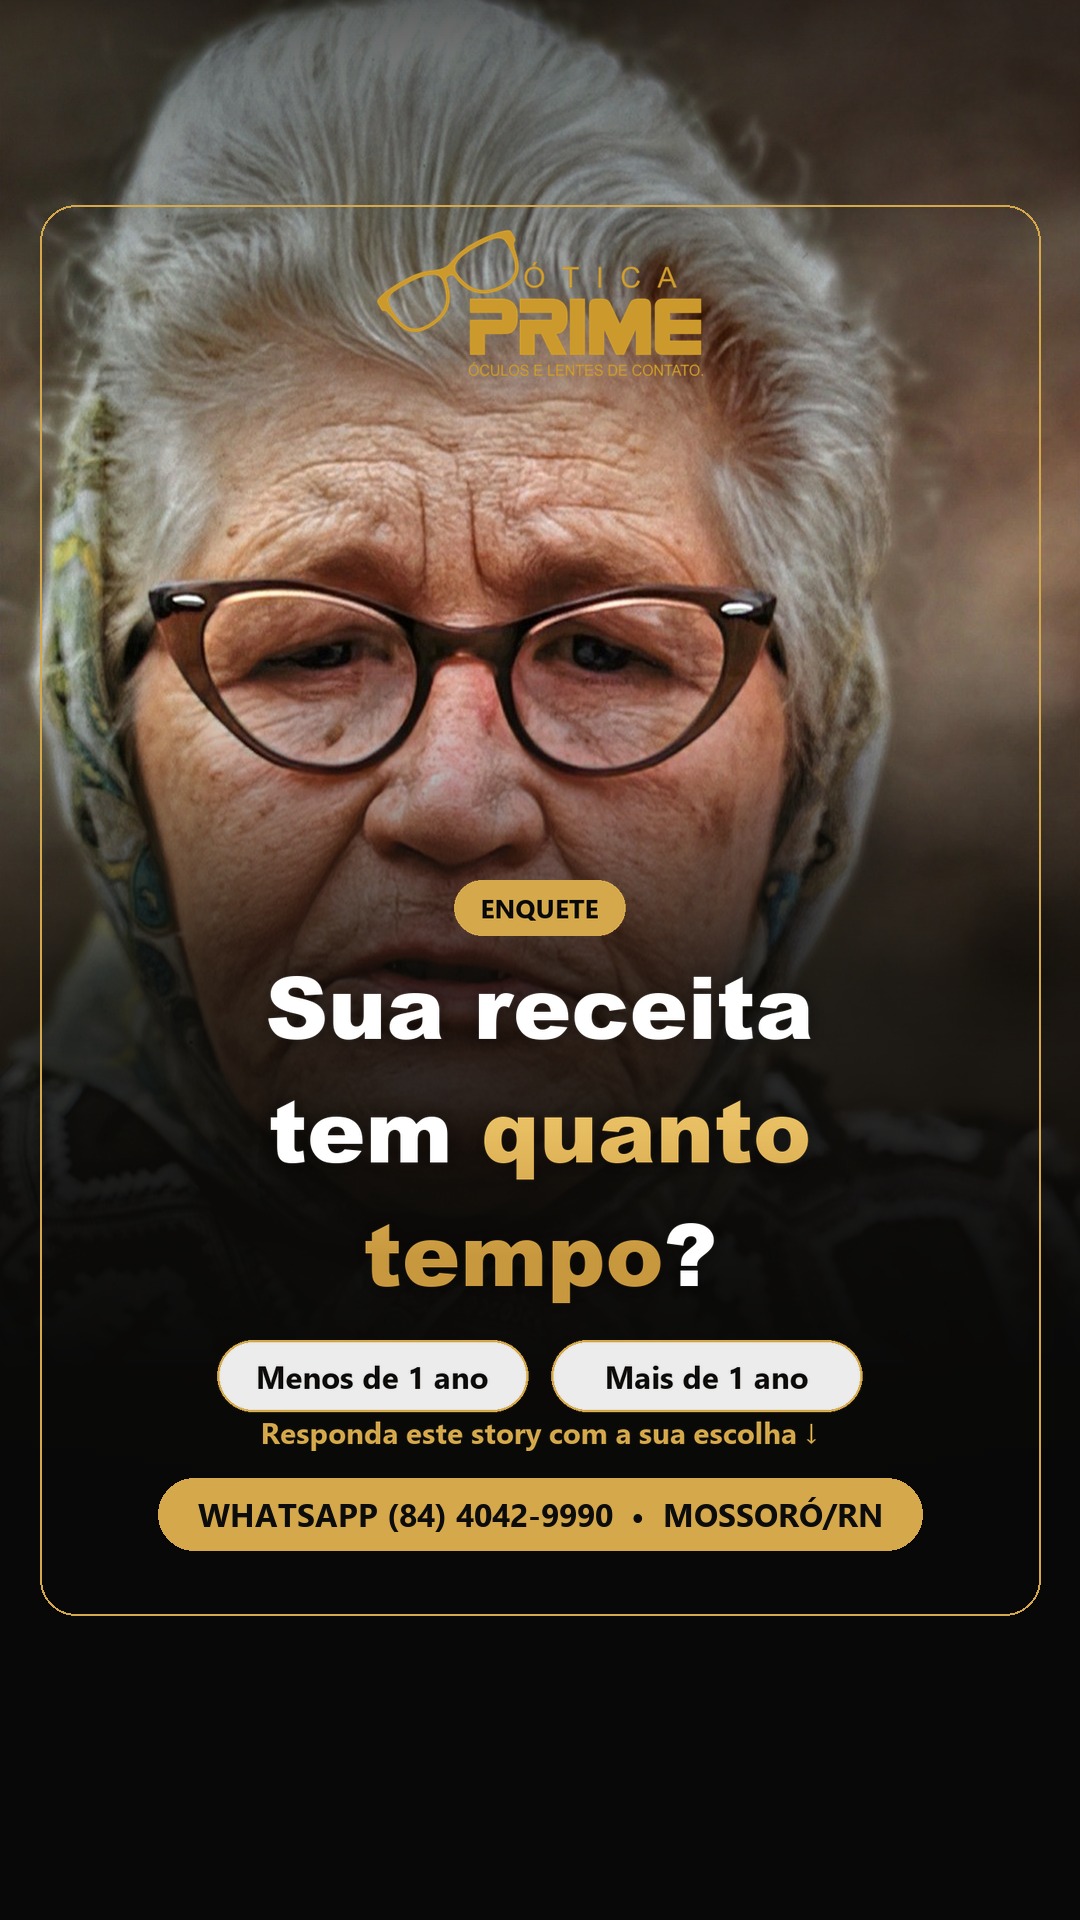 ÓTICA
PRIME
ÓCULOS E LENTES DE CONTATO.
ENQUETE
Sua receita
tem quanto
tempo?
Menos de 1 ano
Mais de 1 ano
Responda este story com a sua escolha ↓
WHATSAPP (84) 4042-9990 • MOSSORÓ/RN